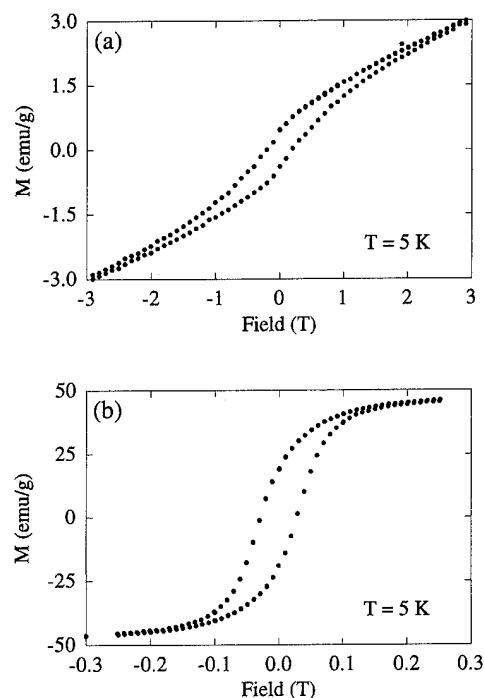 (a)
3.0
1.5
0.0
-1.5
-3.0
M (emu/g)
T = 5 K
-3 -2 -1 0 1 2 3
Field (T)
(b)
50
25
0
-25
-50
M (emu/g)
T = 5 K
-0.3 -0.2 -0.1 0.0 0.1 0.2 0.3
Field (T)